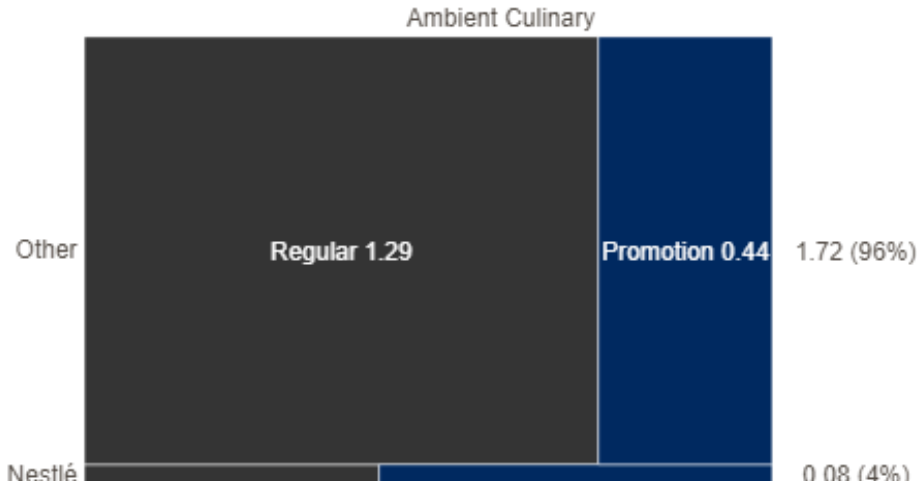 Ambient Culinary
Other Regular 1.29 Promotion 0.44 1.72 (96%)
Nestlé 0.08 (4%)